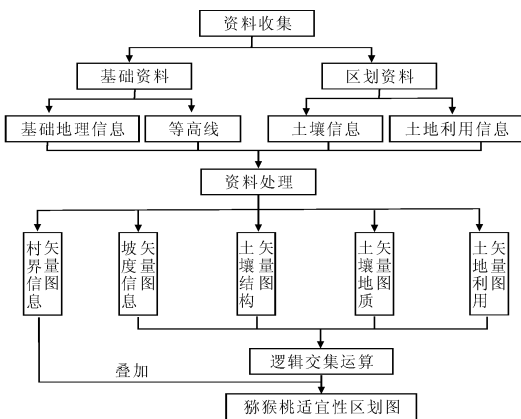 资料收集
基础资料
区划资料
基础地理信息
等高线
土壤信息
土地利用信息
资料处理
村界信息矢量图
坡度信息矢量图
土壤结构矢量图
土壤地质矢量图
土地利用矢量图
逻辑交集运算
叠加
猕猴桃适宜性区划图